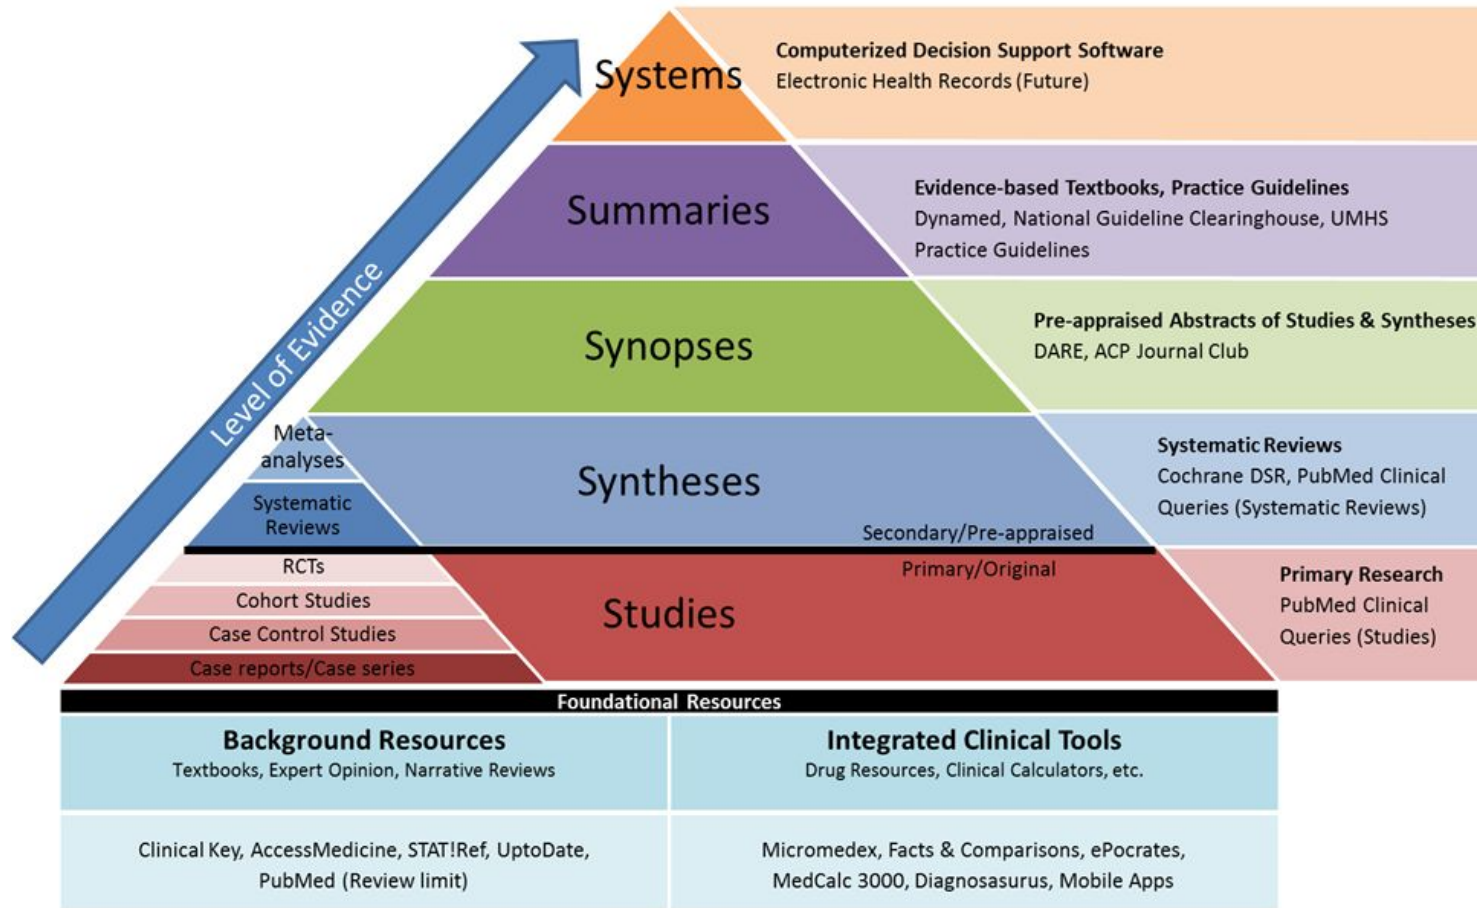 Systems
Computerized Decision Support Software
Electronic Health Records (Future)
Summaries
Evidence-based Textbooks, Practice Guidelines
Dynamed, National Guideline Clearinghouse, UMHS
Practice Guidelines
Level of Evidence
Synopses
Pre-appraised Abstracts of Studies & Syntheses
DARE, ACP Journal Club
Meta-
analyses
Systematic
Reviews
Syntheses
Secondary/Pre-appraised
Systematic Reviews
Cochrane DSR, PubMed Clinical
Queries (Systematic Reviews)
RCTs
Cohort Studies
Case Control Studies
Case reports/Case series
Primary/Original
Studies
Primary Research
PubMed Clinical
Queries (Studies)
Foundational Resources
Background Resources
Textbooks, Expert Opinion, Narrative Reviews
Clinical Key, AccessMedicine, STAT!Ref, UptoDate,
PubMed (Review limit)
Integrated Clinical Tools
Drug Resources, Clinical Calculators, etc.
Micromedex, Facts & Comparisons, ePocrates,
MedCalc 3000, Diagnosasurus, Mobile Apps